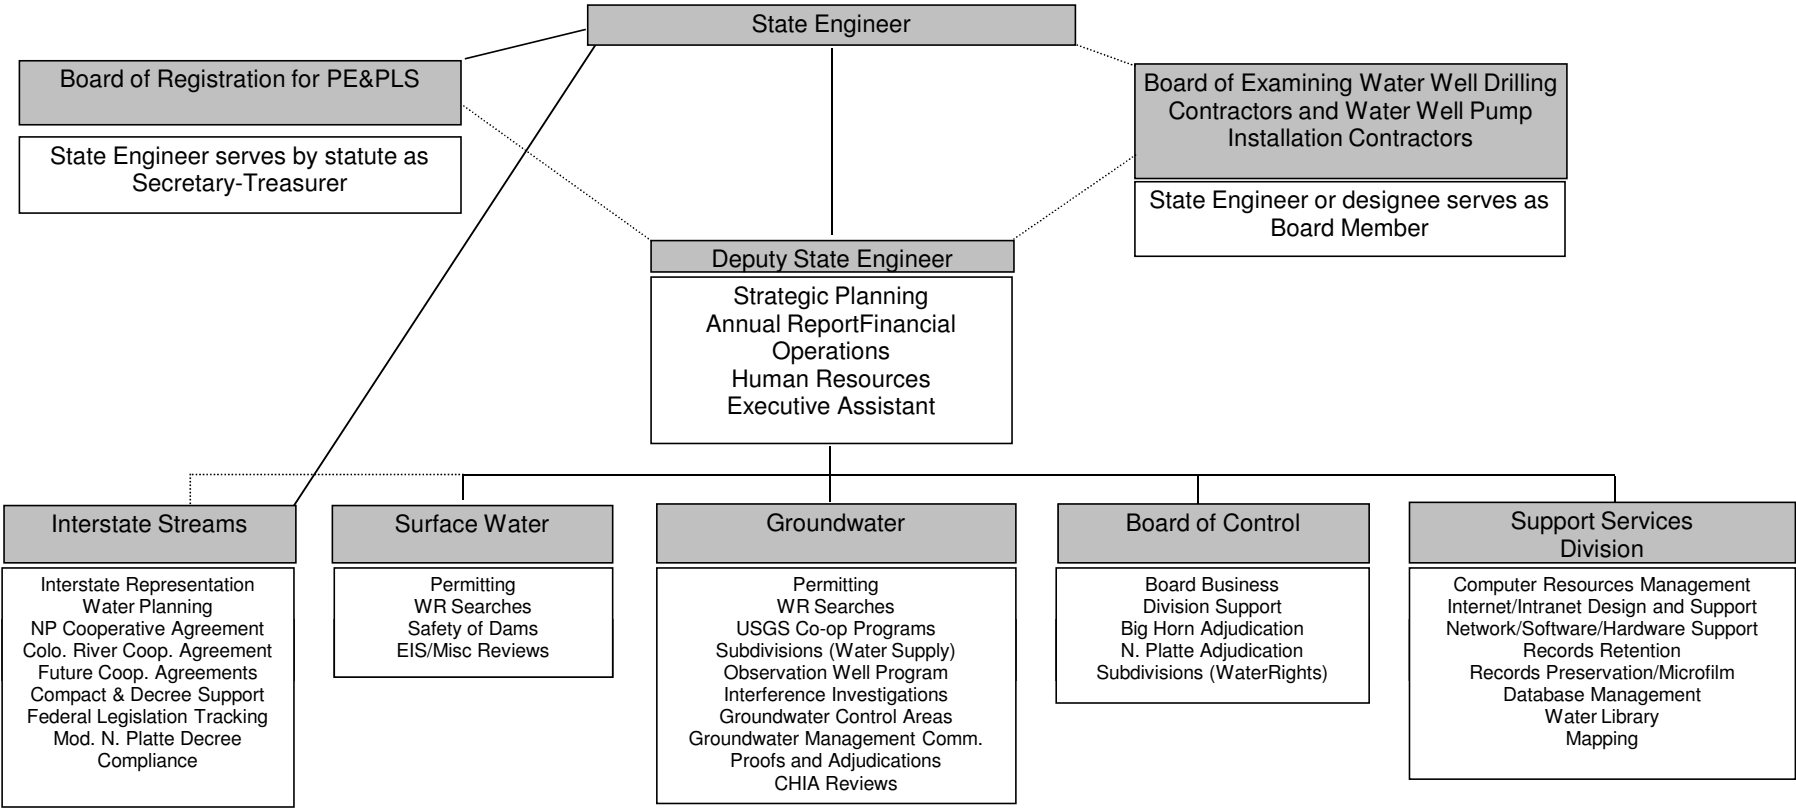 State Engineer
Board of Registration for PE&PLS
State Engineer serves by statute as
Secretary-Treasurer
Board of Examining Water Well Drilling
Contractors and Water Well Pump
Installation Contractors
State Engineer or designee serves as
Board Member
Deputy State Engineer
Strategic Planning
Annual ReportFinancial
Operations
Human Resources
Executive Assistant
Interstate Streams
Interstate Representation
Water Planning
NP Cooperative Agreement
Colo. River Coop. Agreement
Future Coop. Agreements
Compact & Decree Support
Federal Legislation Tracking
Mod. N. Platte Decree
Compliance
Surface Water
Permitting
WR Searches
Safety of Dams
EIS/Misc Reviews
Groundwater
Permitting
WR Searches
USGS Co-op Programs
Subdivisions (Water Supply)
Observation Well Program
Interference Investigations
Groundwater Control Areas
Groundwater Management Comm.
Proofs and Adjudications
CHIA Reviews
Board of Control
Board Business
Division Support
Big Horn Adjudication
N. Platte Adjudication
Subdivisions (WaterRights)
Support Services
Division
Computer Resources Management
Internet/Intranet Design and Support
Network/Software/Hardware Support
Records Retention
Records Preservation/Microfilm
Database Management
Water Library
Mapping